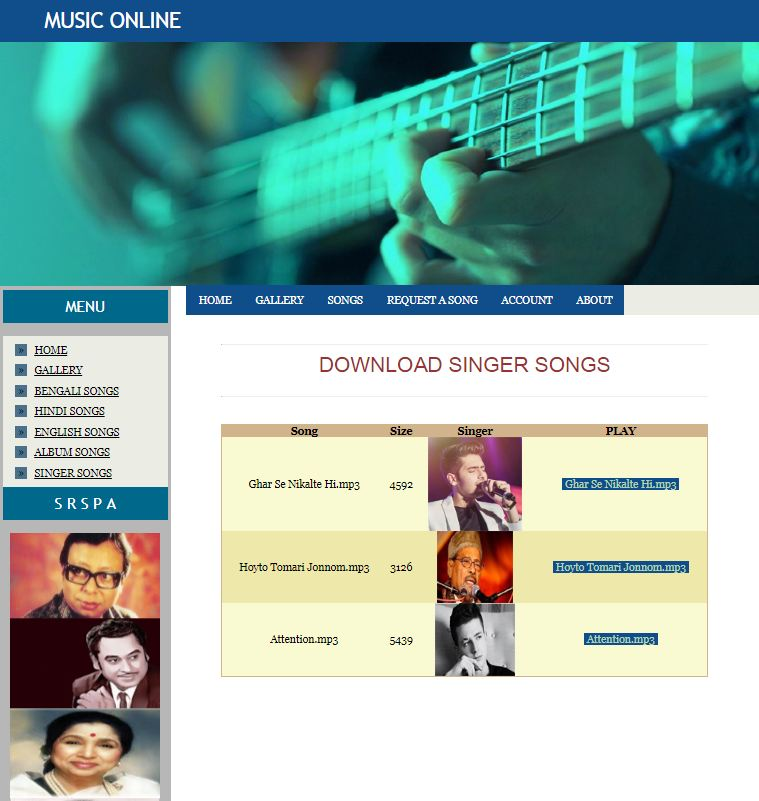 MUSIC ONLINE
HOME GALLERY SONGS REQUEST A SONG ACCOUNT ABOUT
MENU
» HOME
» GALLERY
» BENGALI SONGS
» HINDI SONGS
» ENGLISH SONGS
» ALBUM SONGS
» SINGER SONGS
S R S P A
DOWNLOAD SINGER SONGS
Song Size Singer PLAY
Ghar Se Nikalte Hi.mp3 4592 Ghar Se Nikalte Hi.mp3
Hoyto Tomari Jonnom.mp3 3126 Hoyto Tomari Jonnom.mp3
Attention.mp3 5439 Attention.mp3